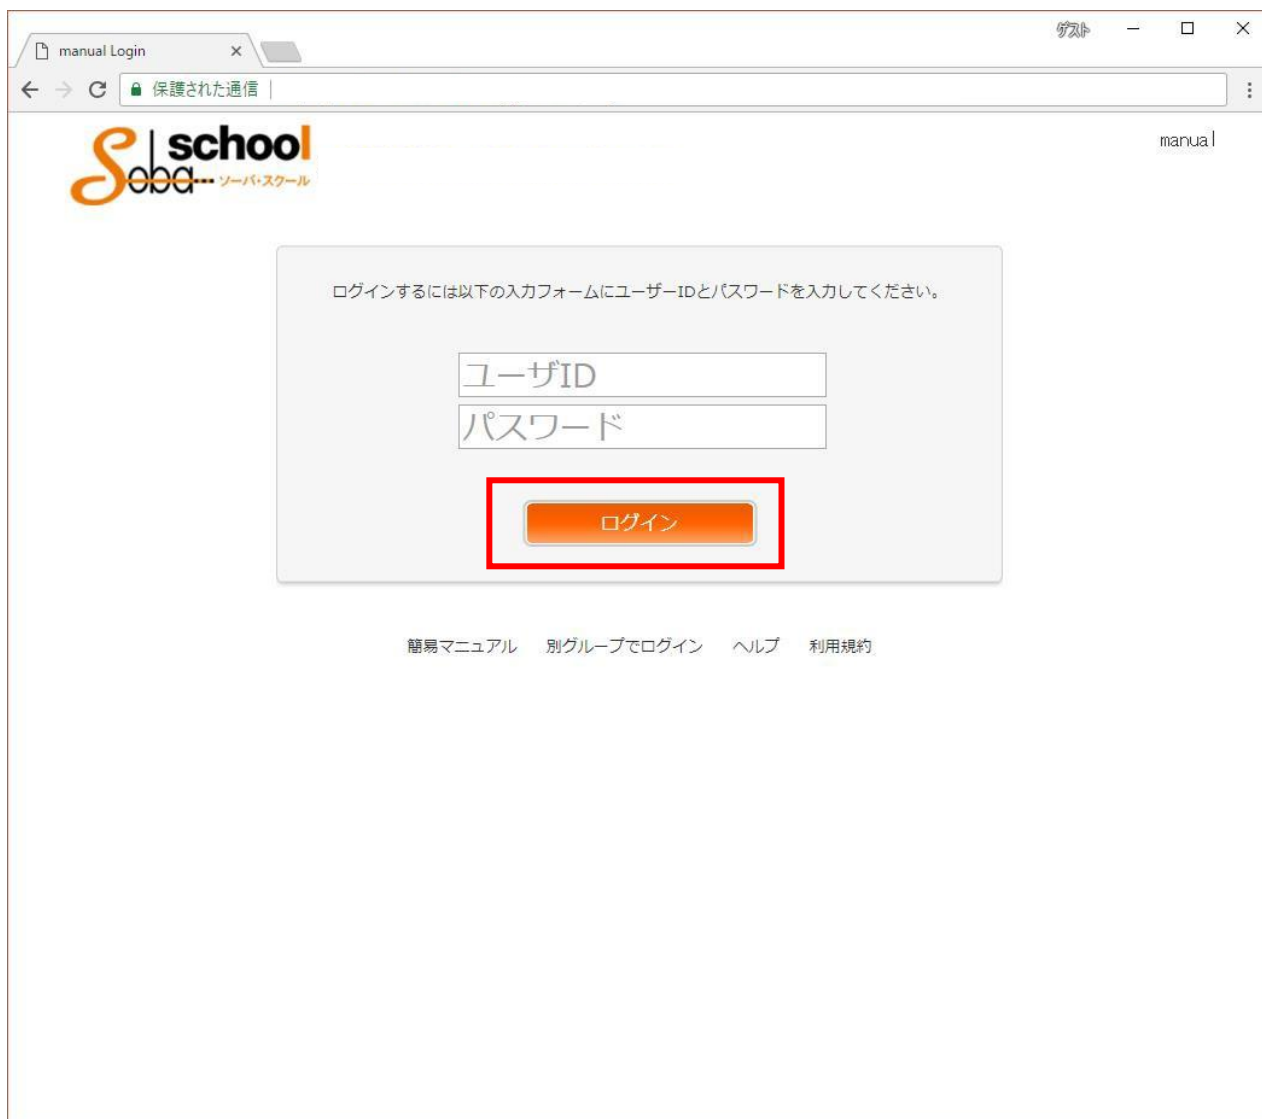 ゲスト
manual Login
保護された通信
school
Soba
ソーバ・スクール
manual
ログインするには以下の入力フォームにユーザーIDとパスワードを入力してください。
ユーザID
パスワード
ログイン
簡易マニュアル 別グループでログイン ヘルプ 利用規約